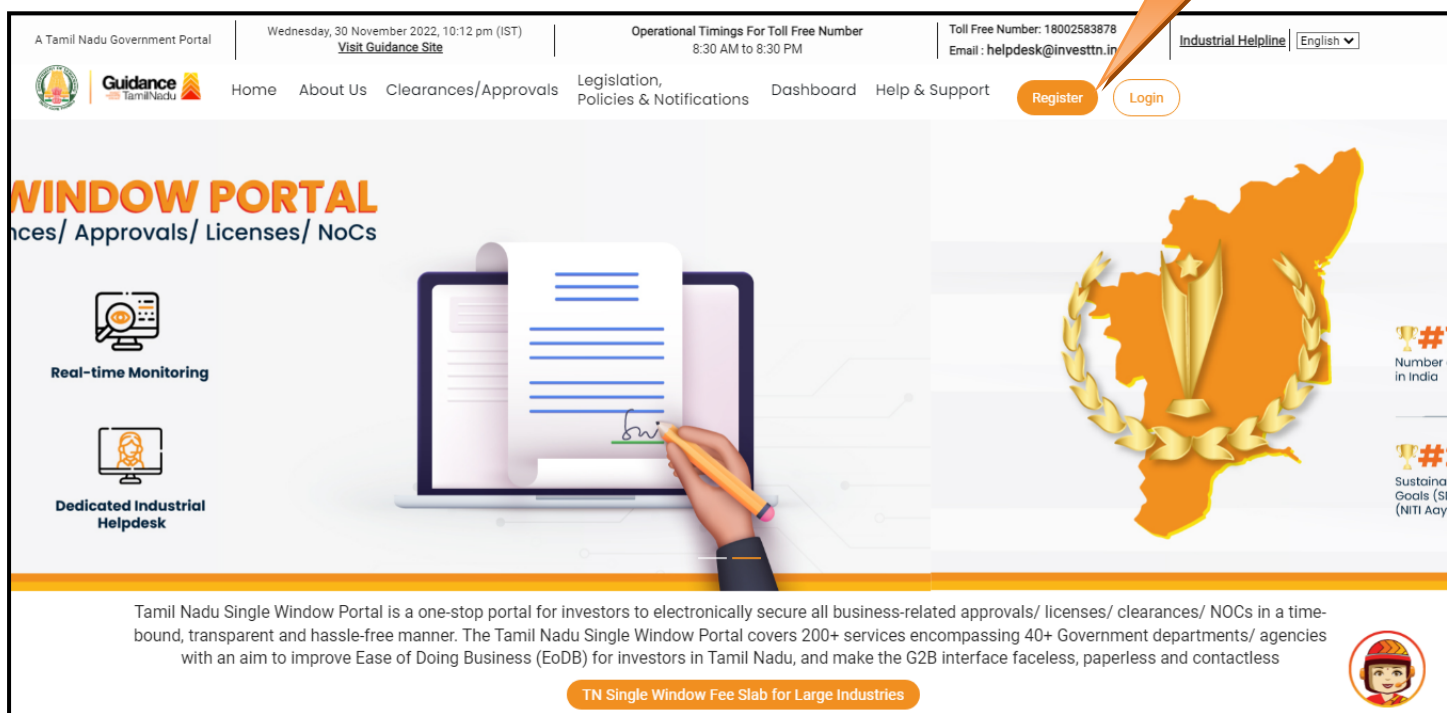 A Tamil Nadu Government Portal
Wednesday, 30 November 2022, 10:12 pm (IST)
Visit Guidance Site
Operational Timings For Toll Free Number
8:30 AM to 8:30 PM
Toll Free Number: 18002583878
Email : helpdesk@investtn.in
Industrial Helpline
English
Guidance
TamilNadu
Home
About Us
Clearances/Approvals
Legislation,
Policies & Notifications
Dashboard
Help & Support
Register
Login
WINDOW PORTAL
nces/ Approvals/ Licenses/ NoCs
Real-time Monitoring
Dedicated Industrial
Helpdesk
Number
in India
Sustaina
Goals (S
(NITI Aay
Tamil Nadu Single Window Portal is a one-stop portal for investors to electronically secure all business-related approvals/ licenses/ clearances/ NOCs in a time-
bound, transparent and hassle-free manner. The Tamil Nadu Single Window Portal covers 200+ services encompassing 40+ Government departments/ agencies
with an aim to improve Ease of Doing Business (EoDB) for investors in Tamil Nadu, and make the G2B interface faceless, paperless and contactless
TN Single Window Fee Slab for Large Industries